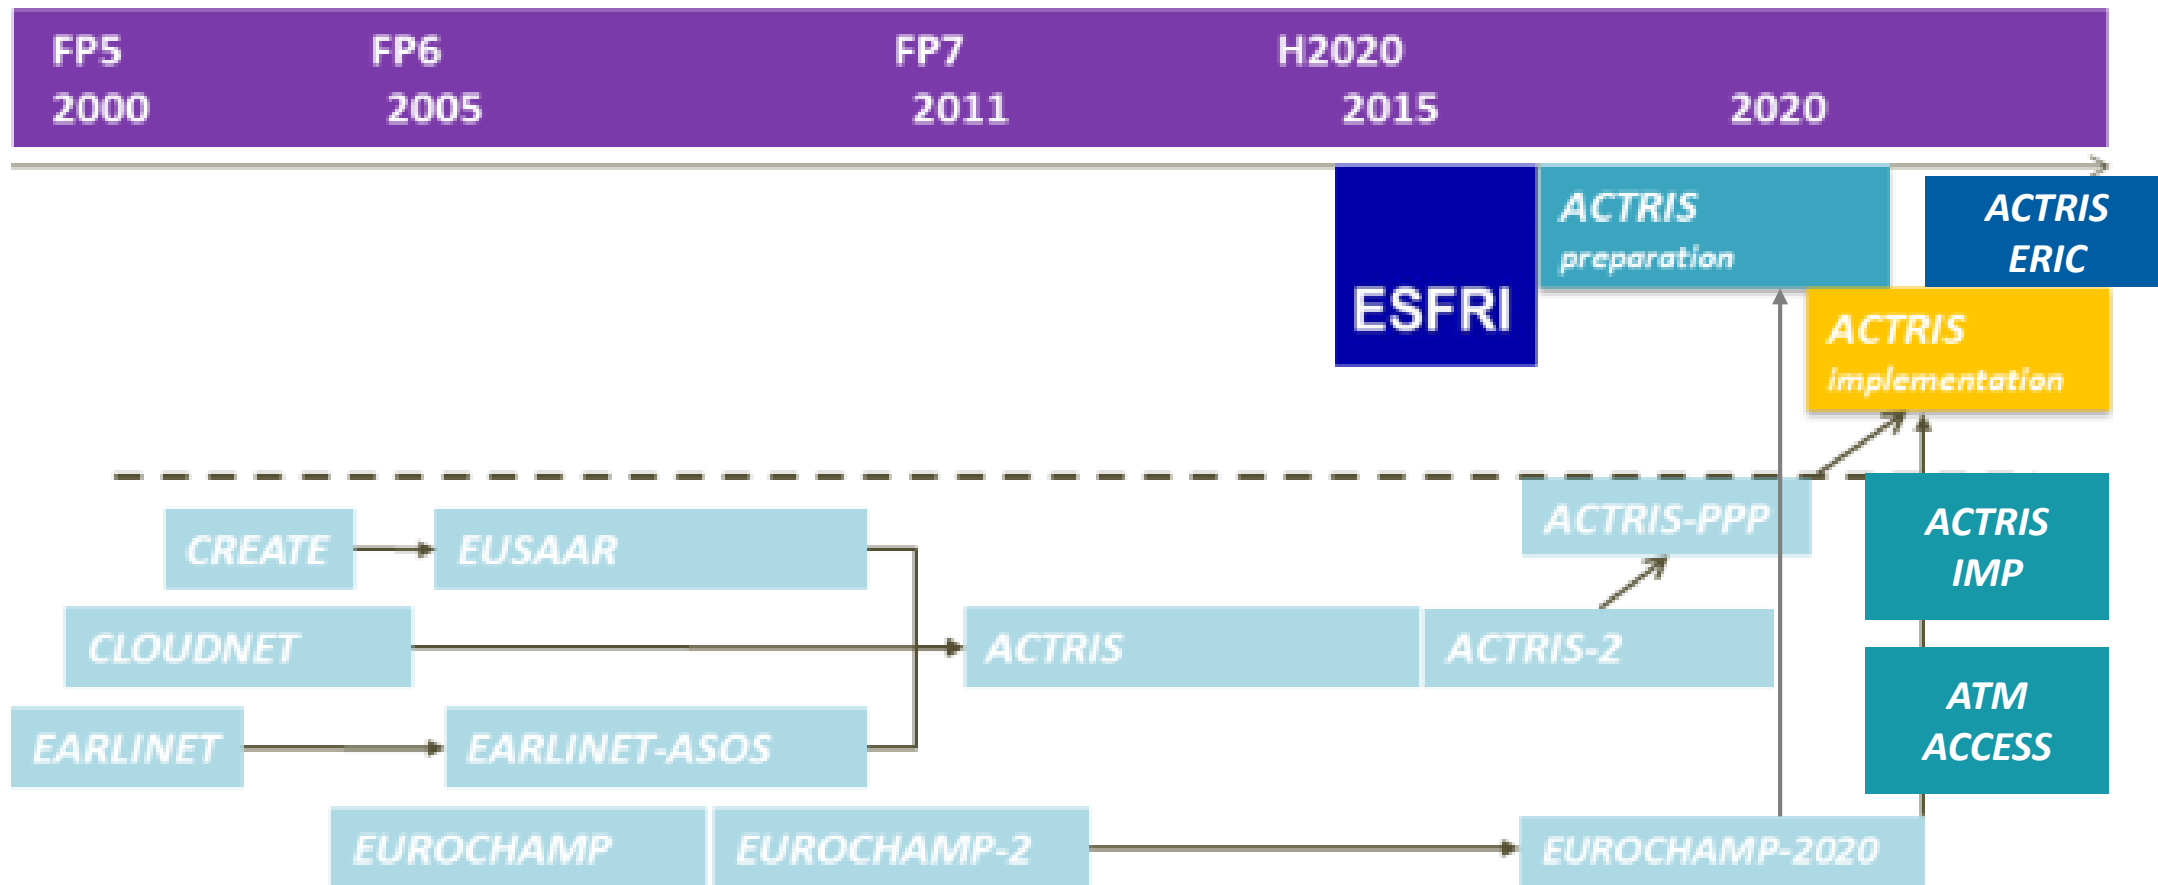 FP5 FP6 FP7 H2020
2000 2005 2011 2015 2020
ACTRIS
preparation
ACTRIS
ERIC
ESFRI
ACTRIS
implementation
ACTRIS-PPP
CREATE EUSAAR
ACTRIS
IMP
CLOUDNET ACTRIS ACTRIS-2
EARLINET EARLINET-ASOS
ATM
ACCESS
EUROCHAMP EUROCHAMP-2 EUROCHAMP-2020